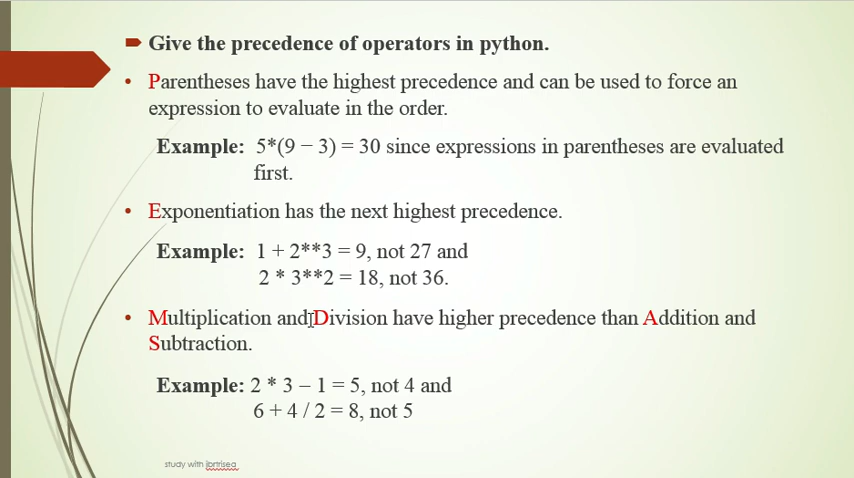 Give the precedence of operators in python.
• Parentheses have the highest precedence and can be used to force an
expression to evaluate in the order.
Example: 5*(9 − 3) = 30 since expressions in parentheses are evaluated
first.
• Exponentiation has the next highest precedence.
Example: 1 + 2**3 = 9, not 27 and
2 * 3**2 = 18, not 36.
• Multiplication and Division have higher precedence than Addition and
Subtraction.
Example: 2 * 3 – 1 = 5, not 4 and
6 + 4 / 2 = 8, not 5
study with jbrtrisea